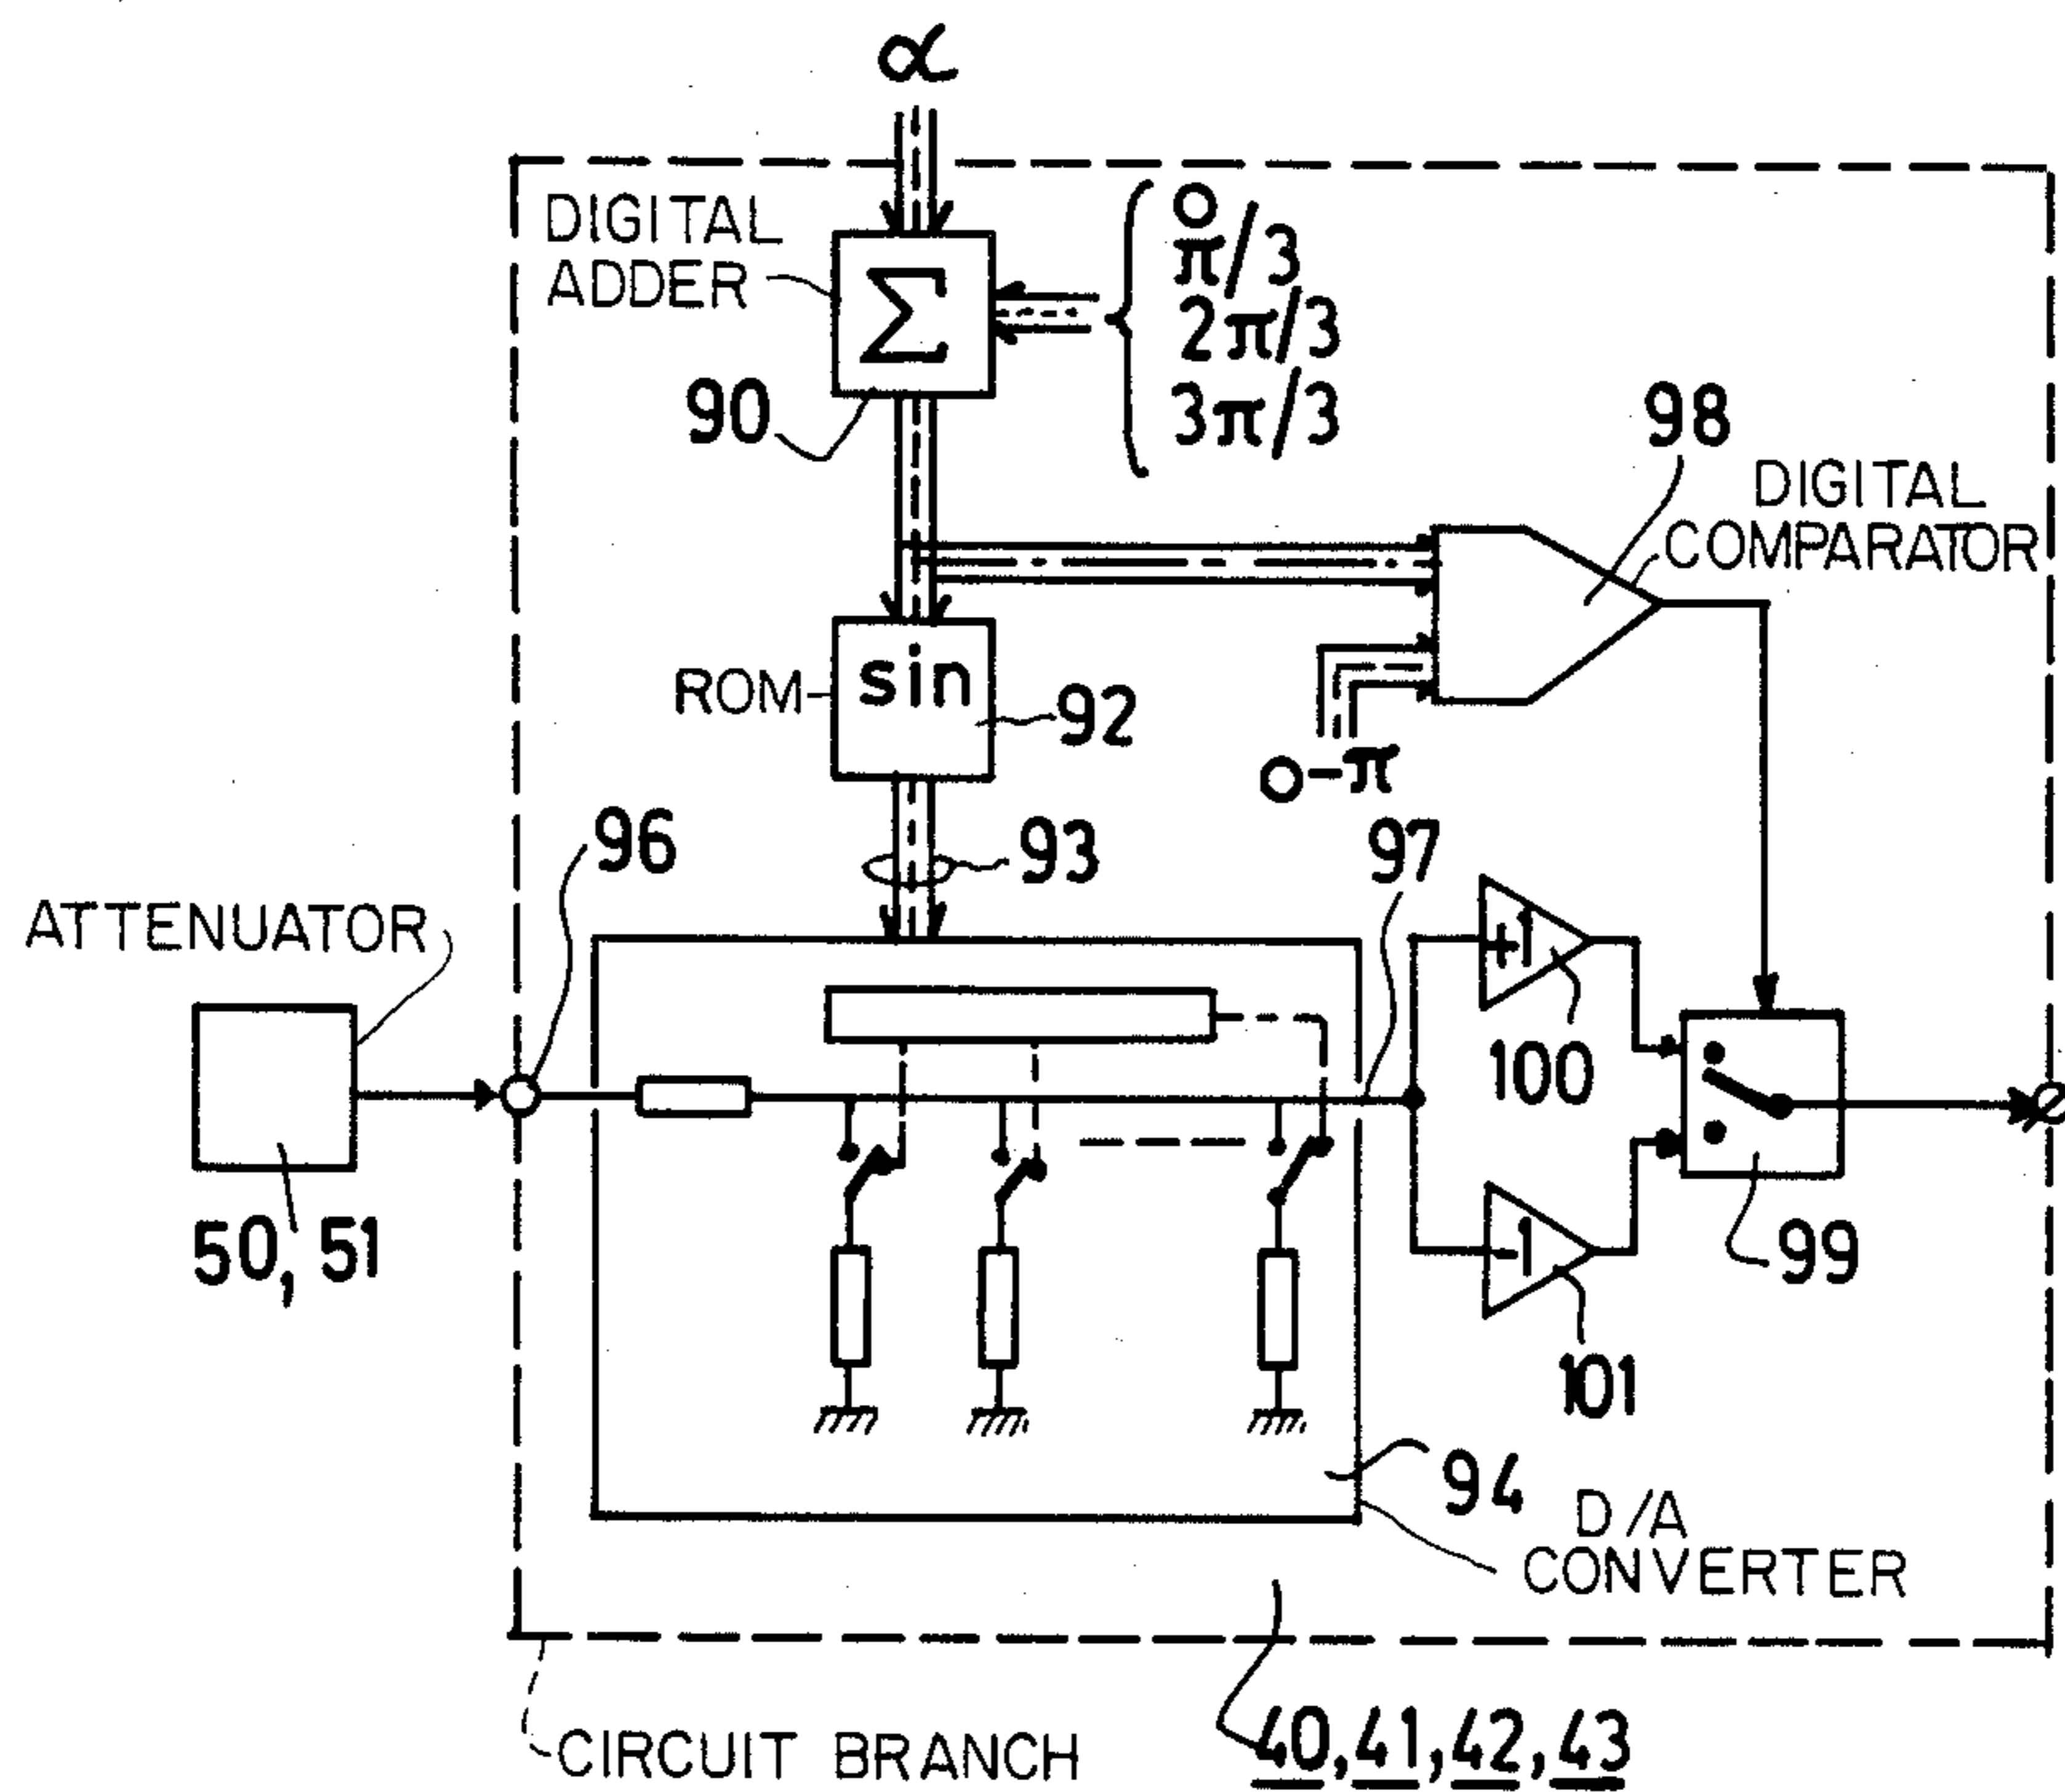 α
DIGITAL
ADDER
Σ
0
π/3
2π/3
3π/3
90
98
DIGITAL
COMPARATOR
ROM
sin
92
0-π
96
93
97
ATTENUATOR
+1
100
50, 51
-1
99
101
94
D/A
CONVERTER
CIRCUIT BRANCH
40, 41, 42, 43